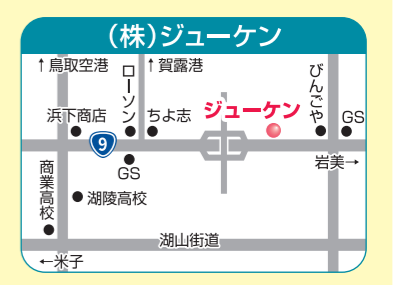 (株)ジューケン
↑鳥取空港
ローソン
↑賀露港
びんごや
浜下商店
ちよ志
ジューケン
GS
9
GS
岩美→
商業高校
湖陵高校
湖山街道
←米子